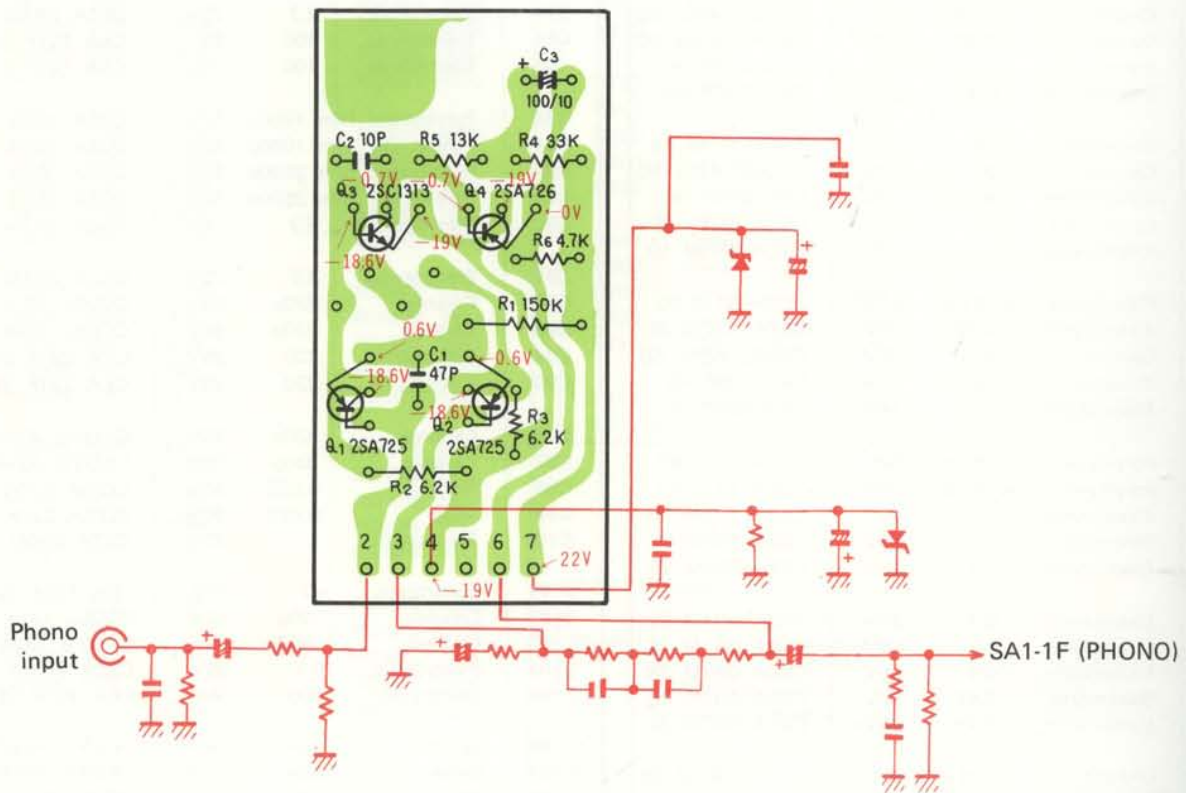 C3
+
100/10
C2 10P R5 13K R4 33K
—0.7V —0.7V —19V
Q3 2SC1313 Q4 2SA726
—0V
—19V
—18.6V
R6 4.7K
R1 150K
0.6V
C1
0.6V
—18.6V
47P
—18.6V
Q2
R3
6.2K
Q1 2SA725 2SA725
R2 6.2K
2 3 4 5 6 7
22V
—19V
+
+
Phono
input
+
+
+
SA1-1F (PHONO)